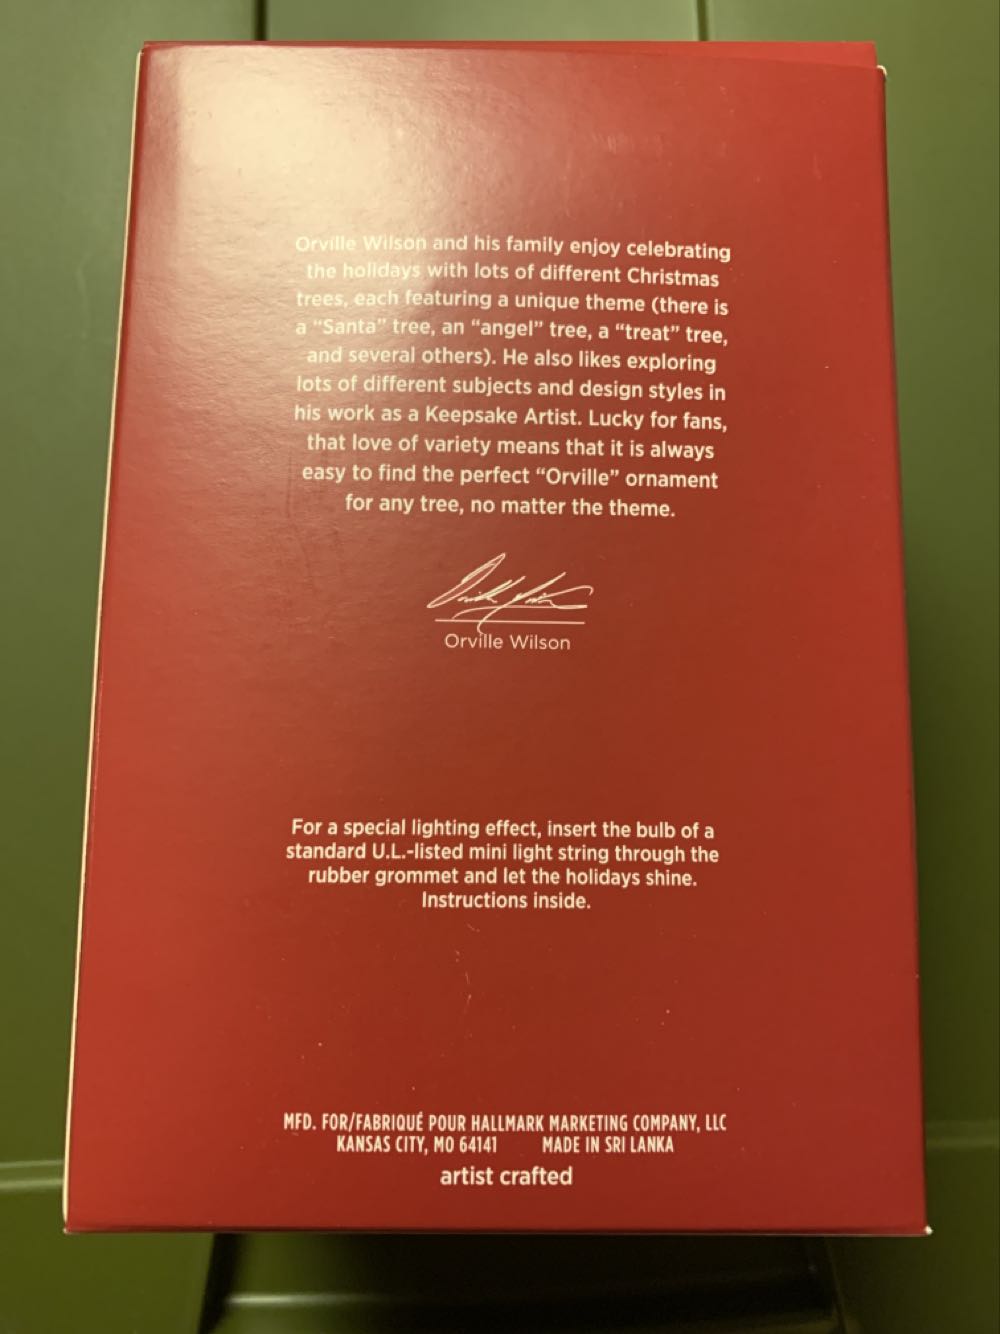 Orville Wilson and his family enjoy celebrating
the holidays with lots of different Christmas
trees, each featuring a unique theme (there is
a “Santa” tree, an “angel” tree, a “treat” tree,
and several others). He also likes exploring
lots of different subjects and design styles in
his work as a Keepsake Artist. Lucky for fans,
that love of variety means that it is always
easy to find the perfect “Orville” ornament
for any tree, no matter the theme.
Orville Wilson
Orville Wilson
For a special lighting effect, insert the bulb of a
standard U.L.-listed mini light string through the
rubber grommet and let the holidays shine.
Instructions inside.
MFD. FOR/FABRIQUÉ POUR HALLMARK MARKETING COMPANY, LLC
KANSAS CITY, MO 64141 MADE IN SRI LANKA
artist crafted